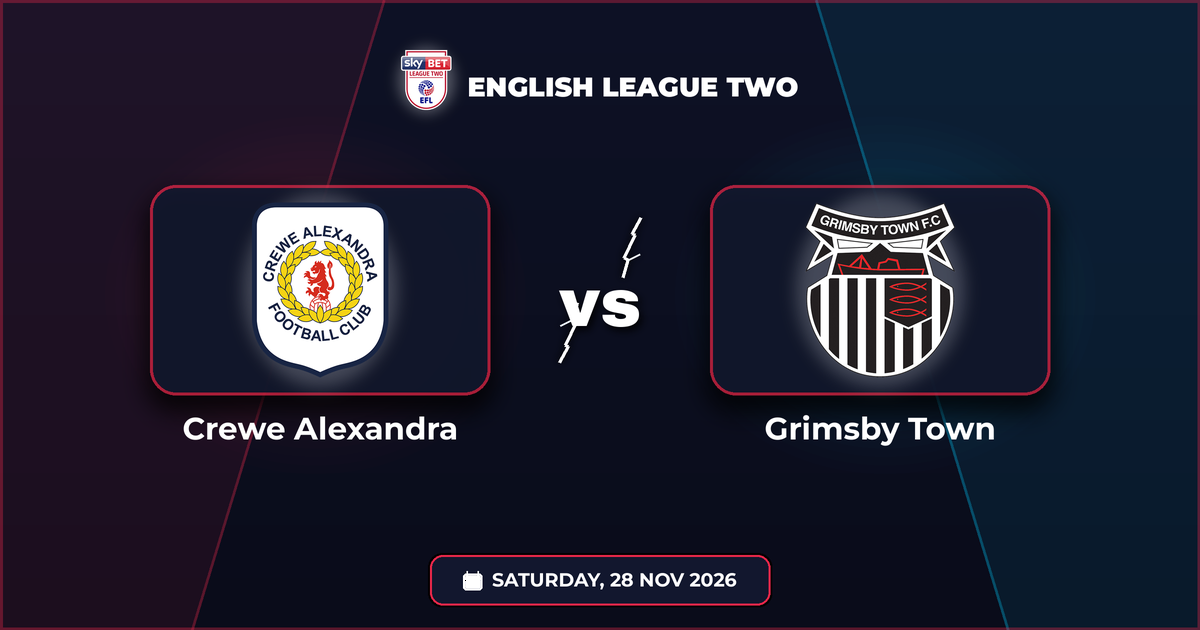 sky BET
LEAGUE TWO
EFL
ENGLISH LEAGUE TWO
CREWE ALEXANDRA
FOOTBALL CLUB
vs
GRIMSBY TOWN F.C
Crewe Alexandra
Grimsby Town
SATURDAY, 28 NOV 2026